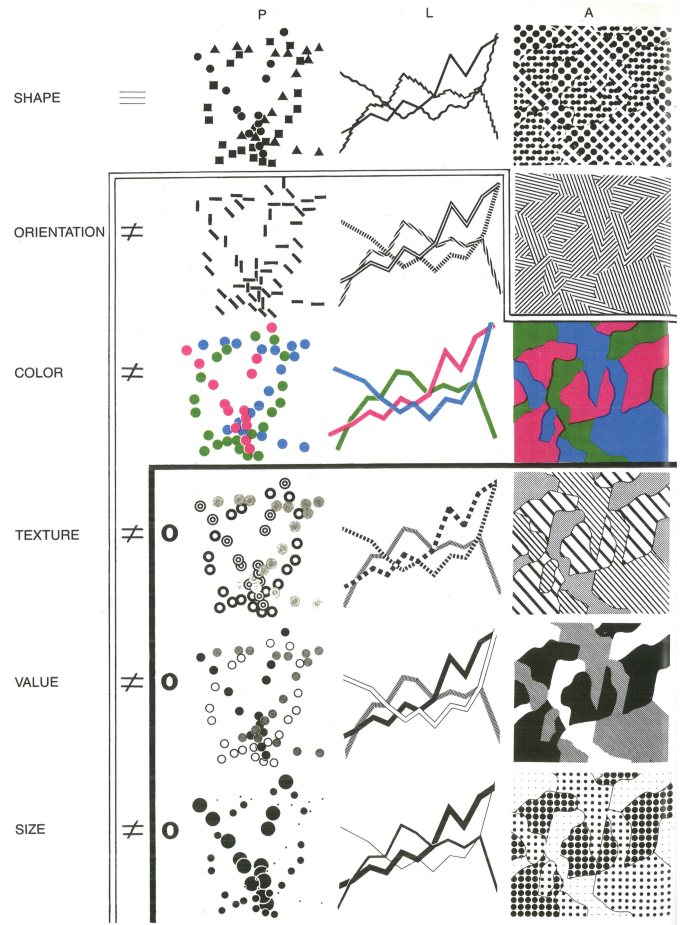 P L A
SHAPE ≡
ORIENTATION ≠
COLOR ≠
TEXTURE ≠ O
VALUE ≠ O
SIZE ≠ O